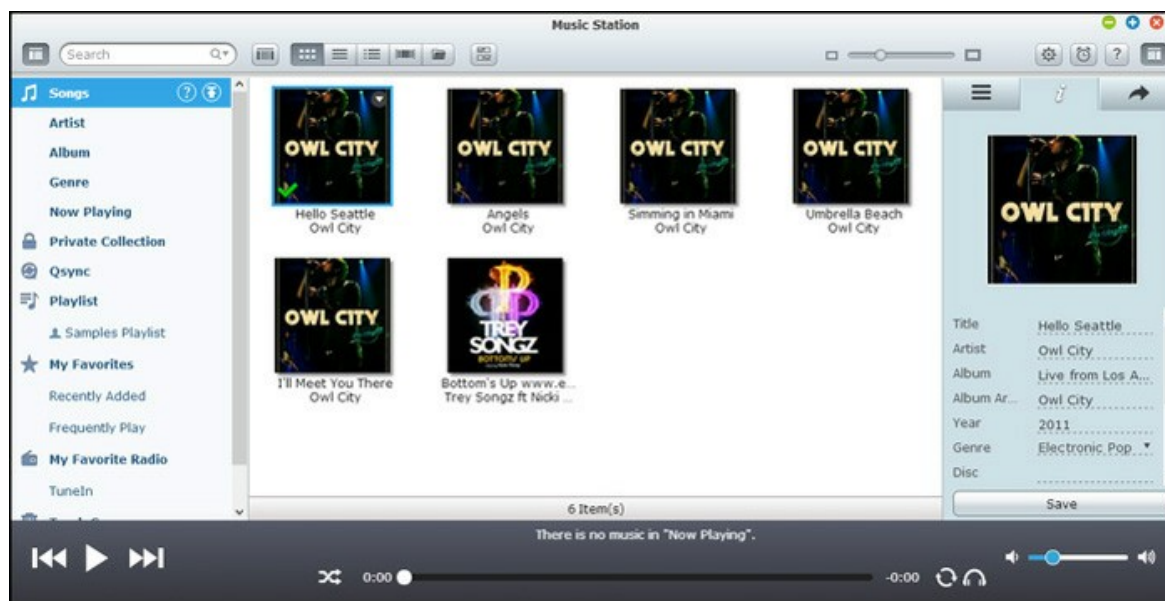 Music Station
Search
Songs
Artist
Album
Genre
Now Playing
Private Collection
Qsync
Playlist
Samples Playlist
My Favorites
Recently Added
Frequently Play
My Favorite Radio
TuneIn
OWL CITY
Hello Seattle
Owl City
OWL CITY
Angels
Owl City
OWL CITY
Simming in Miami
Owl City
OWL CITY
Umbrella Beach
Owl City
OWL CITY
I'll Meet You There
Owl City
TREY
SONGZ
BOTTOMS UP
Bottom's Up www.e...
Trey Songz ft Nicki ...
6 Item(s)
OWL CITY
Title Hello Seattle
Artist Owl City
Album Live from Los A...
Album Ar... Owl City
Year 2011
Genre Electronic Pop
Disc
Save
There is no music in "Now Playing".
0:00
-0:00